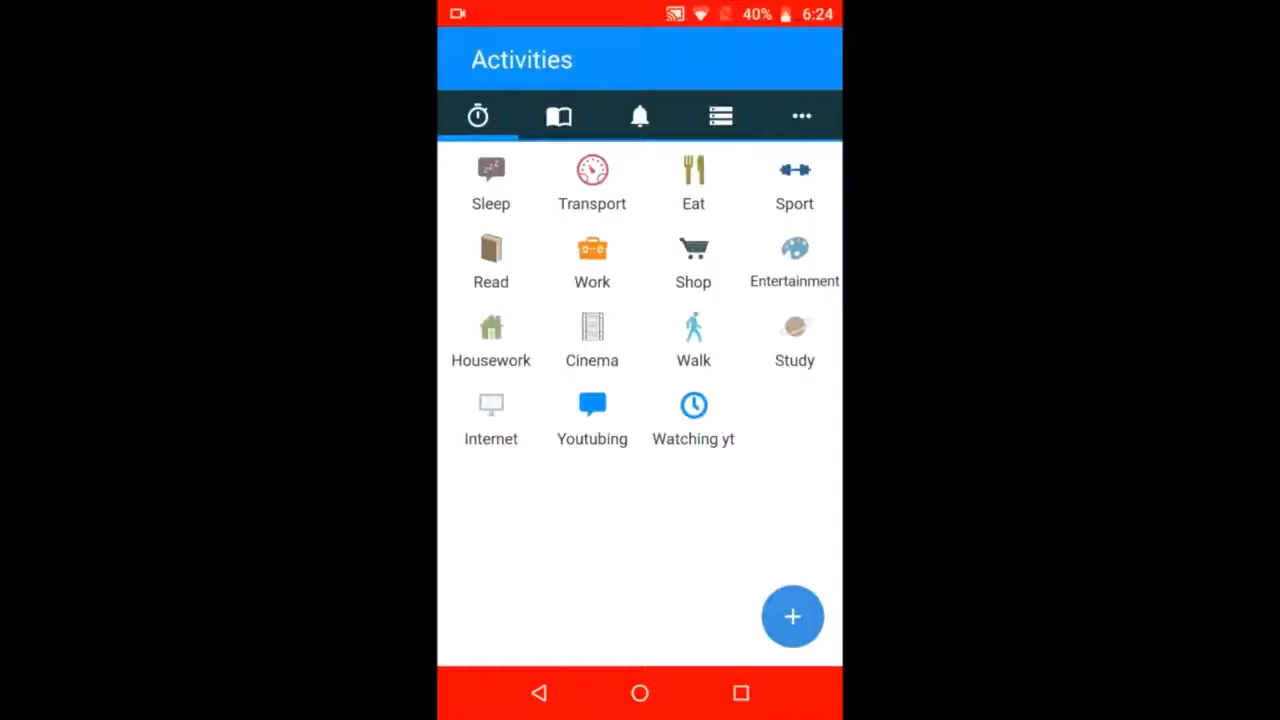 40% 6:24
Activities
Sleep Transport Eat Sport
Read Work Shop Entertainment
Housework Cinema Walk Study
Internet Youtubing Watching yt